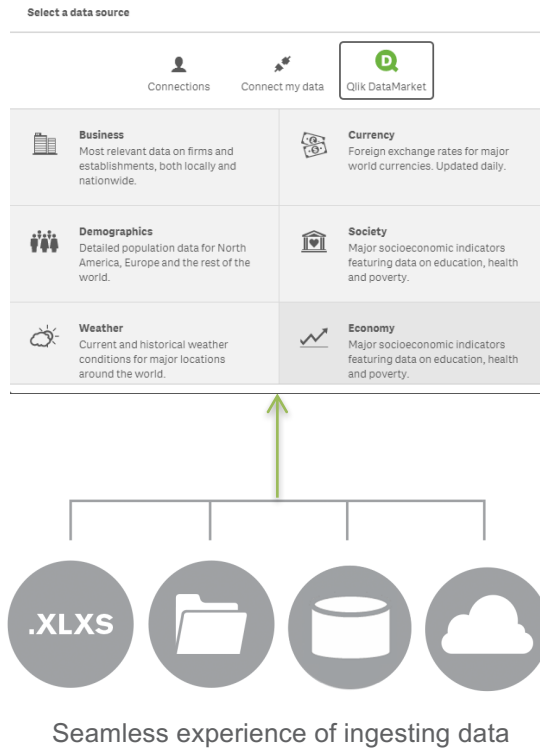 Select a data source
Connections
Connect my data
D
Qlik DataMarket
Business
Most relevant data on firms and
establishments, both locally and
nationwide.
Currency
Foreign exchange rates for major
world currencies. Updated daily.
Demographics
Detailed population data for North
America, Europe and the rest of the
world.
Society
Major socioeconomic indicators
featuring data on education, health
and poverty.
Weather
Current and historical weather
conditions for major locations
around the world.
Economy
Major socioeconomic indicators
featuring data on education, health
and poverty.
.XLXS
Seamless experience of ingesting data